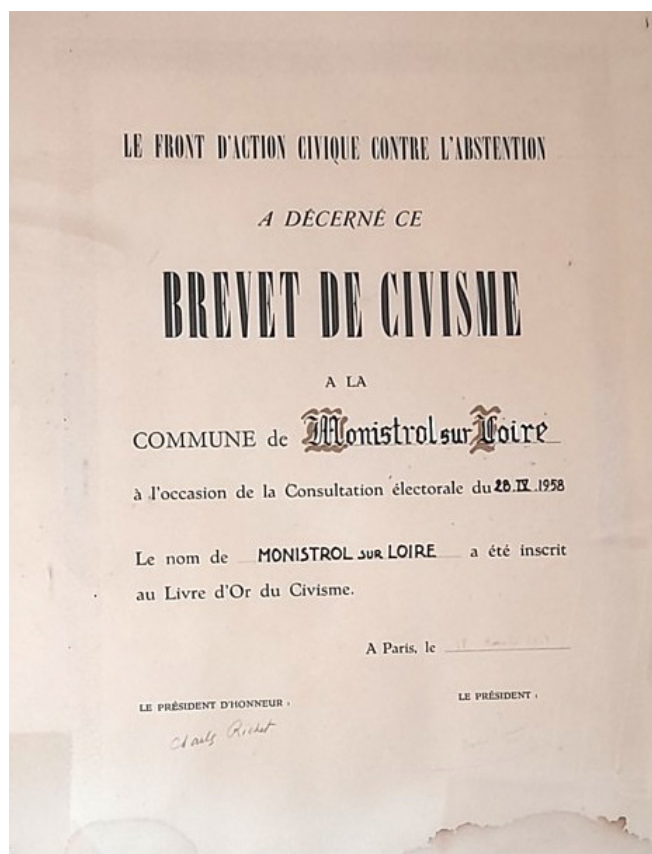 LE FRONT D'ACTION CIVIQUE CONTRE L'ABSTENTION
A DÉCERNÉ CE
BREVET DE CIVISME
A LA
COMMUNE de Monistrol sur Loire
à l'occasion de la Consultation électorale du 28.IX.1958
Le nom de MONISTROL SUR LOIRE a été inscrit
au Livre d'Or du Civisme.
A Paris, le
LE PRÉSIDENT D'HONNEUR :
LE PRÉSIDENT :
Charles Richet